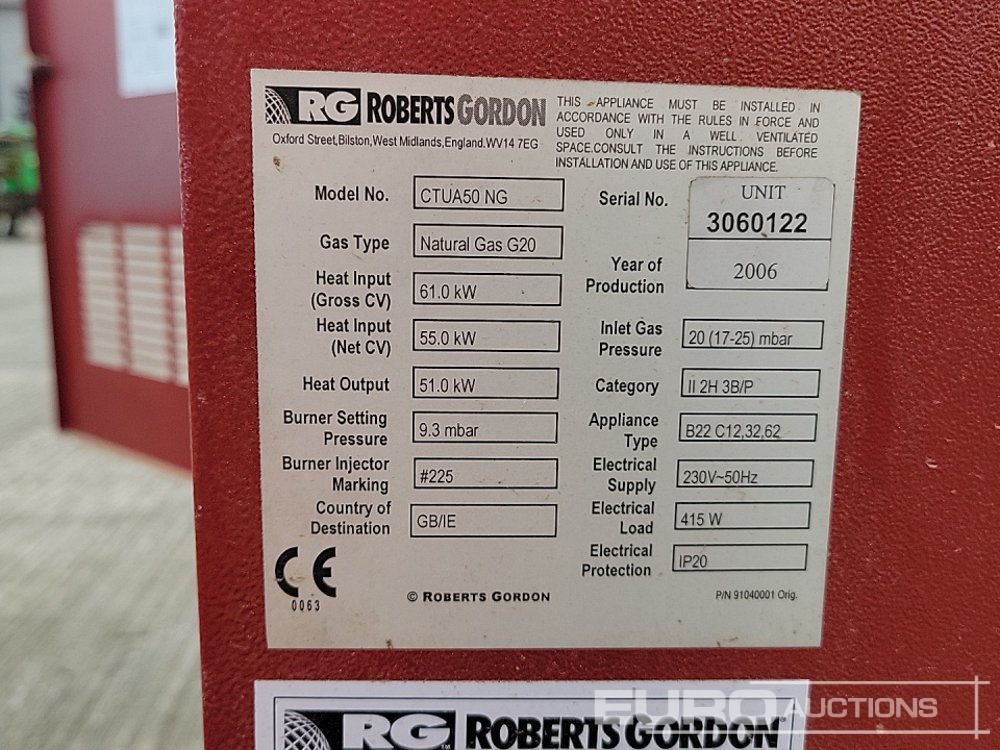 RG ROBERTS GORDON
Oxford Street,Bilston,West Midlands,England.WV14 7EG
THIS APPLIANCE MUST BE INSTALLED IN
ACCORDANCE WITH THE RULES IN FORCE AND
USED ONLY IN A WELL VENTILATED
SPACE.CONSULT THE INSTRUCTIONS BEFORE
INSTALLATION AND USE OF THIS APPLIANCE.
Model No. CTUA50 NG
Gas Type Natural Gas G20
Heat Input
(Gross CV) 61.0 kW
Heat Input
(Net CV) 55.0 kW
Heat Output 51.0 kW
Burner Setting
Pressure 9.3 mbar
Burner Injector
Marking #225
Country of
Destination GB/IE
Serial No. UNIT
3060122
Year of
Production 2006
Inlet Gas
Pressure 20 (17-25) mbar
Category II 2H 3B/P
Appliance
Type B22 C12,32,62
Electrical
Supply 230V~50Hz
Electrical
Load 415 W
Electrical
Protection IP20
CE
0063
© ROBERTS GORDON
P/N 91040001 Orig.
RG ROBERTS GORDON
EURO AUCTIONS